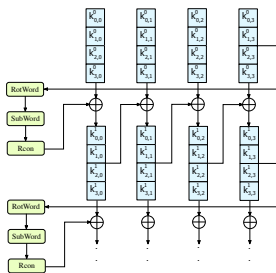 k⁰0,0 k⁰0,1 k⁰0,2 k⁰0,3
k⁰1,0 k⁰1,1 k⁰1,2 k⁰1,3
k⁰2,0 k⁰2,1 k⁰2,2 k⁰2,3
k⁰3,0 k⁰3,1 k⁰3,2 k⁰3,3
RotWord
SubWord
Rcon
k¹0,0 k¹0,1 k¹0,2 k¹0,3
k¹1,0 k¹1,1 k¹1,2 k¹1,3
k¹2,0 k¹2,1 k¹2,2 k¹2,3
k¹3,0 k¹3,1 k¹3,2 k¹3,3
RotWord
SubWord
Rcon